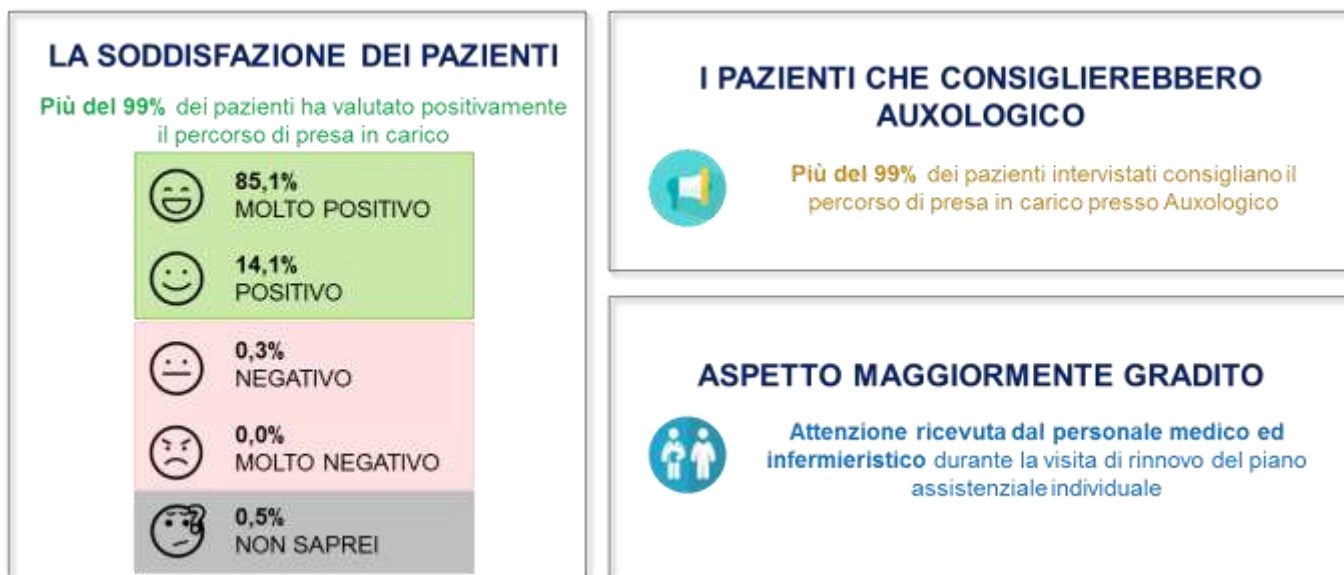 LA SODDISFAZIONE DEI PAZIENTI
Più del 99% dei pazienti ha valutato positivamente
il percorso di presa in carico
85,1%
MOLTO POSITIVO
14,1%
POSITIVO
0,3%
NEGATIVO
0,0%
MOLTO NEGATIVO
0,5%
NON SAPREI
I PAZIENTI CHE CONSIGLIEREBBERO
AUXOLOGICO
Più del 99% dei pazienti intervistati consigliano il
percorso di presa in carico presso Auxologico
ASPETTO MAGGIORMENTE GRADITO
Attenzione ricevuta dal personale medico ed
infermieristico durante la visita di rinnovo del piano
assistenziale individuale